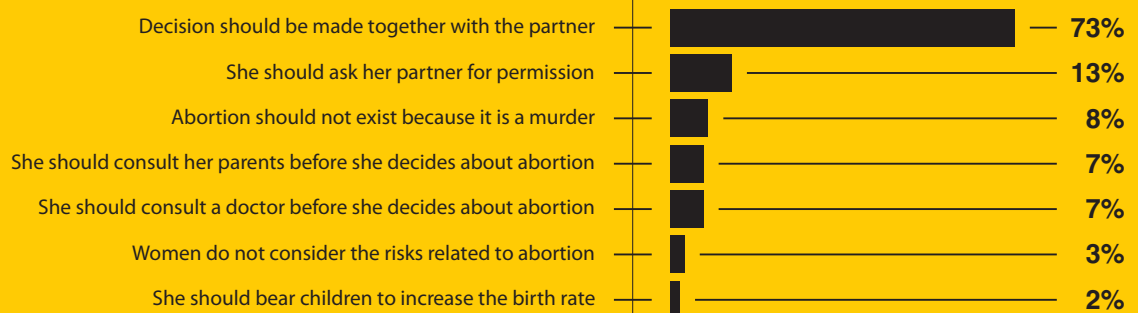 Decision should be made together with the partner 73%
She should ask her partner for permission 13%
Abortion should not exist because it is a murder 8%
She should consult her parents before she decides about abortion 7%
She should consult a doctor before she decides about abortion 7%
Women do not consider the risks related to abortion 3%
She should bear children to increase the birth rate 2%